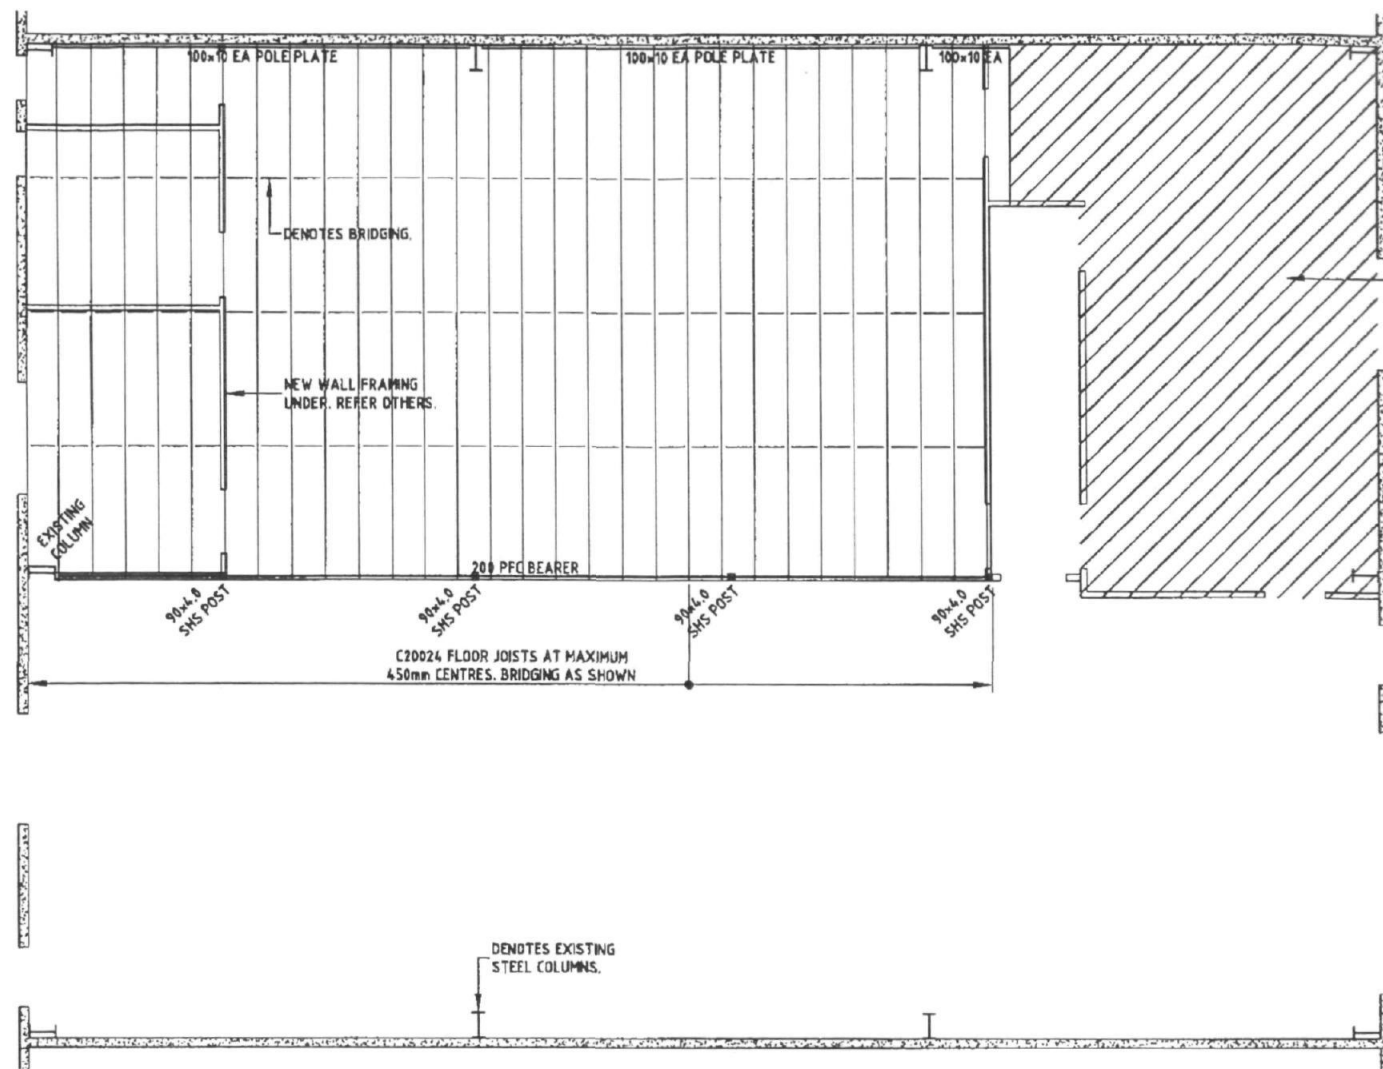 100x10 EA POLE PLATE
100x10 EA POLE PLATE
100x10 EA
DENOTES BRIDGING.
NEW WALL FRAMING
UNDER. REFER OTHERS.
EXISTING
COLUMN
200 PFC BEARER
90x4.0
SHS POST
90x4.0
SHS POST
90x4.0
SHS POST
90x4.0
SHS POST
C20024 FLOOR JOISTS AT MAXIMUM
450mm CENTRES. BRIDGING AS SHOWN
DENOTES EXISTING
STEEL COLUMNS.